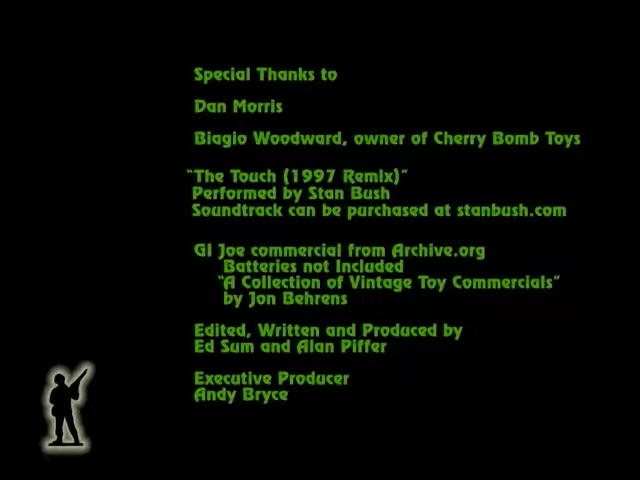 Special Thanks to
Dan Morris
Biagio Woodward, owner of Cherry Bomb Toys
"The Touch (1997 Remix)"
Performed by Stan Bush
Soundtrack can be purchased at stanbush.com
GI Joe commercial from Archive.org
Batteries not Included
"A Collection of Vintage Toy Commercials"
by Jon Behrens
Edited, Written and Produced by
Ed Sum and Alan Piffer
Executive Producer
Andy Bryce